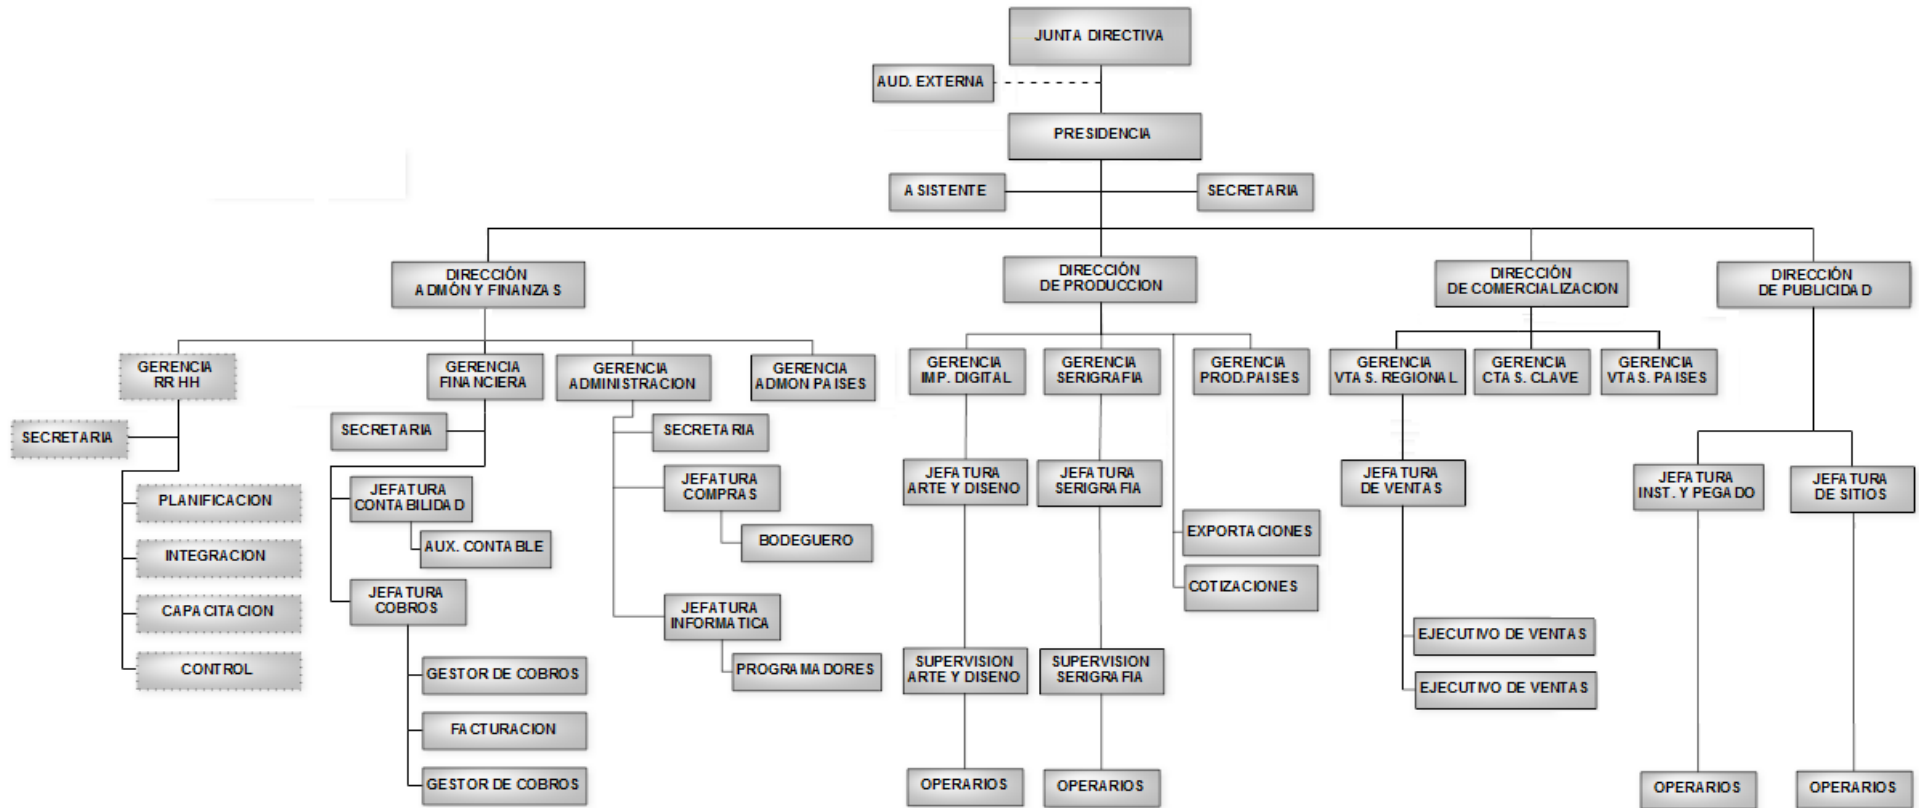 JUNTA DIRECTIVA
AUD. EXTERNA
PRESIDENCIA
ASISTENTE
SECRETARIA
DIRECCIÓN
ADMÓN Y FINANZAS
DIRECCIÓN
DE PRODUCCION
DIRECCIÓN
DE COMERCIALIZACION
DIRECCIÓN
DE PUBLICIDAD
GERENCIA
RR HH
GERENCIA
FINANCIERA
GERENCIA
ADMINISTRACION
GERENCIA
ADMON PAISES
GERENCIA
IMP. DIGITAL
GERENCIA
SERIGRAFIA
GERENCIA
PROD.PAISES
GERENCIA
VTAS. REGIONAL
GERENCIA
CTAS. CLAVE
GERENCIA
VTAS. PAISES
SECRETARIA
SECRETARIA
SECRETARIA
PLANIFICACION
INTEGRACION
CAPACITACION
CONTROL
JEFATURA
CONTABILIDAD
AUX. CONTABLE
JEFATURA
COBROS
GESTOR DE COBROS
FACTURACION
GESTOR DE COBROS
JEFATURA
COMPRAS
BODEGUERO
JEFATURA
INFORMATICA
PROGRAMADORES
JEFATURA
ARTE Y DISENO
JEFATURA
SERIGRAFIA
EXPORTACIONES
COTIZACIONES
SUPERVISION
ARTE Y DISENO
SUPERVISION
SERIGRAFIA
OPERARIOS
OPERARIOS
JEFATURA
DE VENTAS
EJECUTIVO DE VENTAS
EJECUTIVO DE VENTAS
JEFATURA
INST. Y PEGADO
JEFATURA
DE SITIOS
OPERARIOS
OPERARIOS